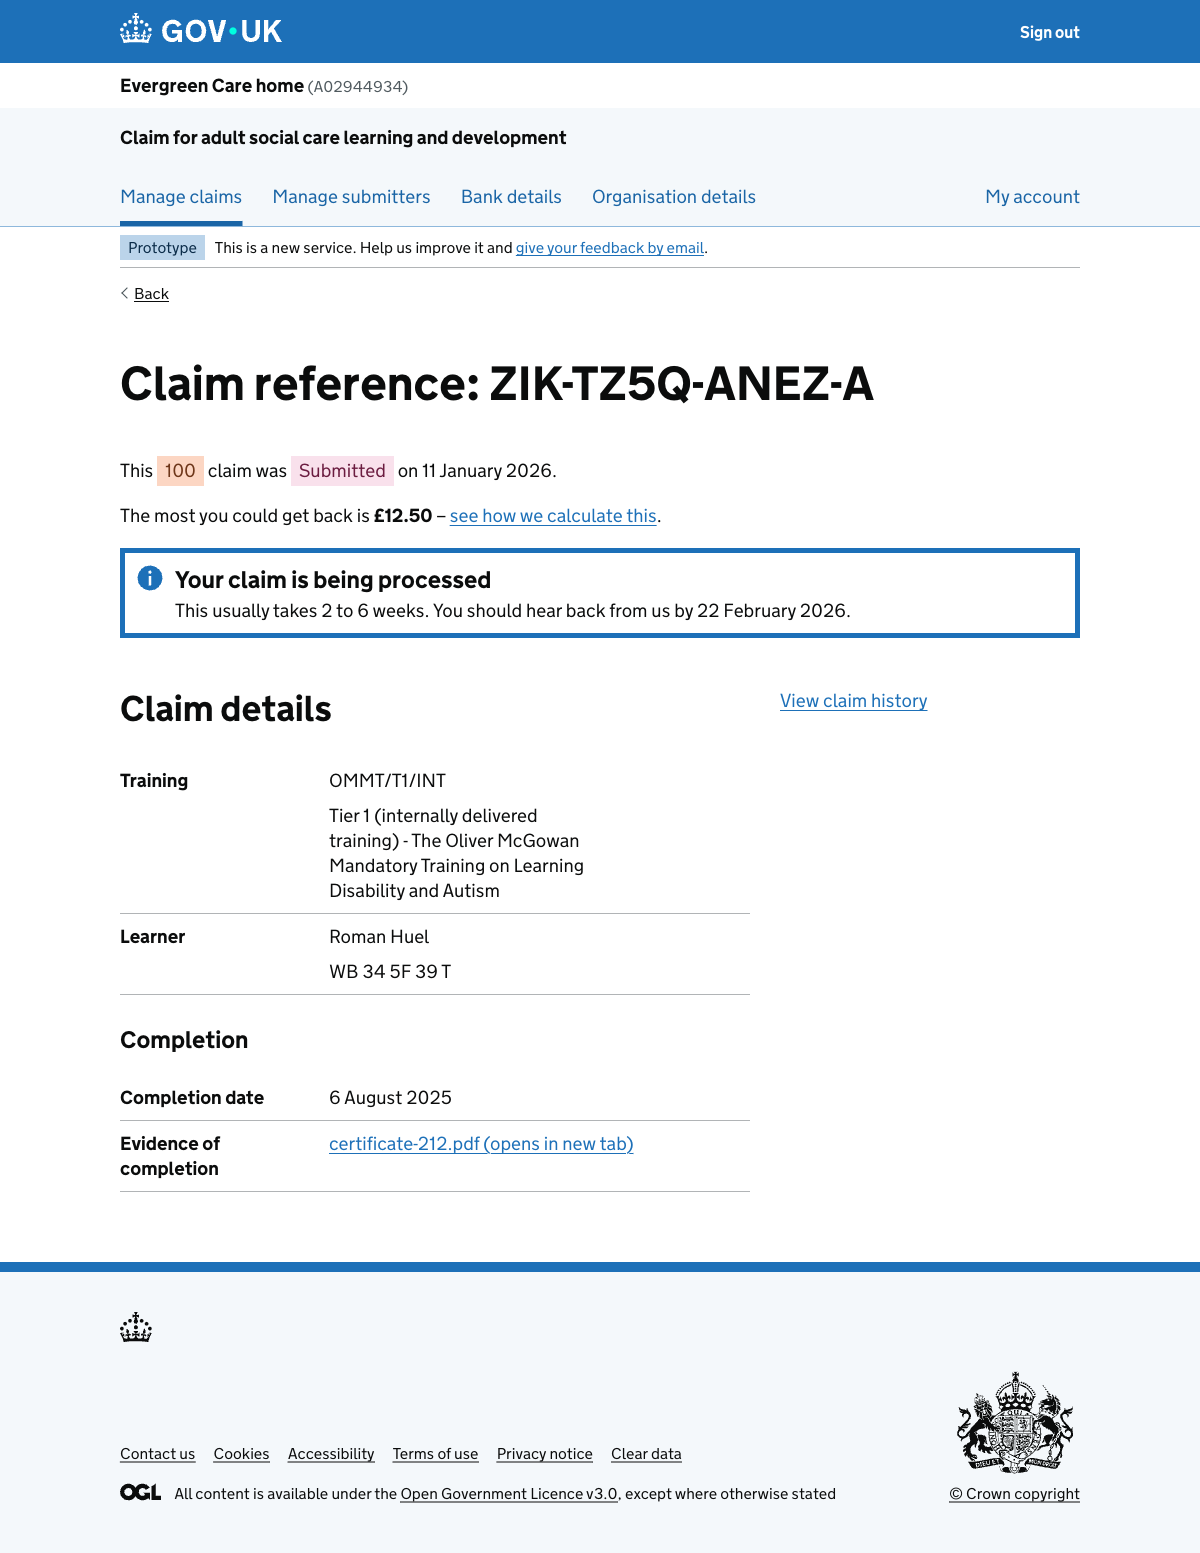 GOV·UK
Sign out
Evergreen Care home (A02944934)
Claim for adult social care learning and development
Manage claims
Manage submitters
Bank details
Organisation details
My account
Prototype
This is a new service. Help us improve it and give your feedback by email.
Back
Claim reference: ZIK-TZ5Q-ANEZ-A
This 100 claim was Submitted on 11 January 2026.
The most you could get back is £12.50 – see how we calculate this.
Your claim is being processed
This usually takes 2 to 6 weeks. You should hear back from us by 22 February 2026.
Claim details
View claim history
Training
OMMT/T1/INT
Tier 1 (internally delivered
training) - The Oliver McGowan
Mandatory Training on Learning
Disability and Autism
Learner
Roman Huel
WB 34 5F 39 T
Completion
Completion date
6 August 2025
Evidence of
completion
certificate-212.pdf (opens in new tab)
Contact us
Cookies
Accessibility
Terms of use
Privacy notice
Clear data
OGL
All content is available under the Open Government Licence v3.0, except where otherwise stated
© Crown copyright